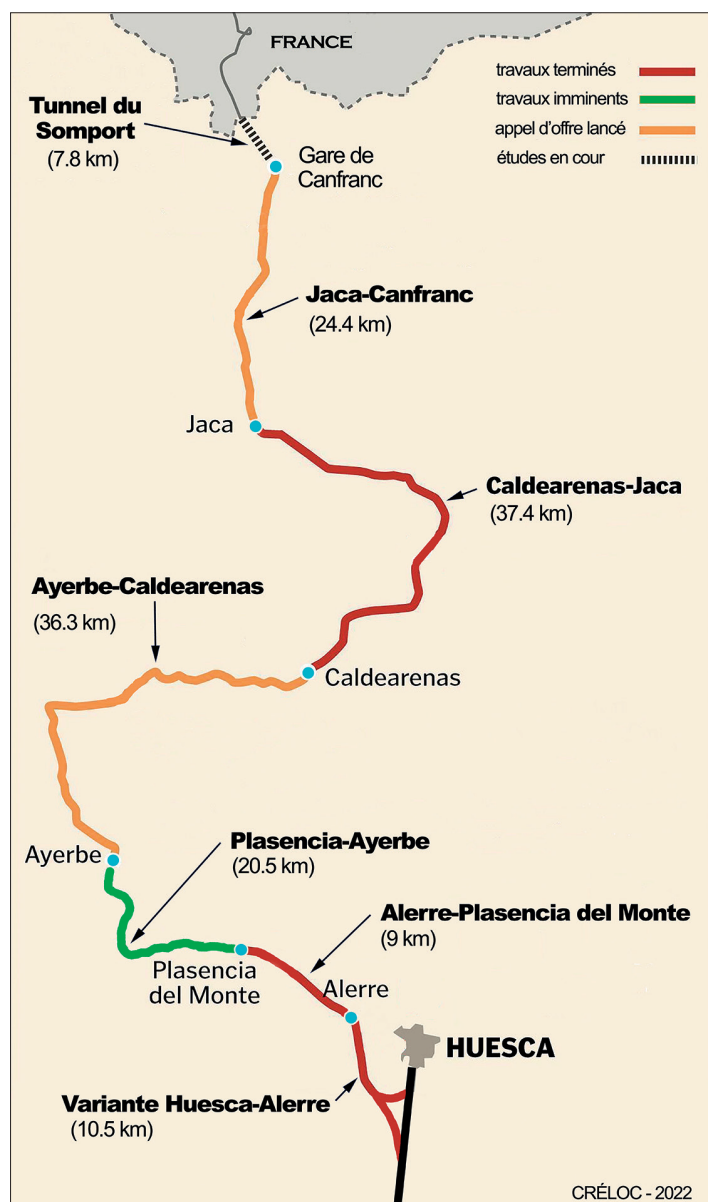 FRANCE
travaux terminés
travaux imminents
appel d'offre lancé
études en cour
Tunnel du
Somport
(7.8 km)
Gare de
Canfranc
Jaca-Canfranc
(24.4 km)
Jaca
Caldearenas-Jaca
(37.4 km)
Ayerbe-Caldearenas
(36.3 km)
Caldearenas
Ayerbe
Plasencia-Ayerbe
(20.5 km)
Alerre-Plasencia del Monte
(9 km)
Plasencia
del Monte
Alerre
HUESCA
Variante Huesca-Alerre
(10.5 km)
CRÉLOC - 2022